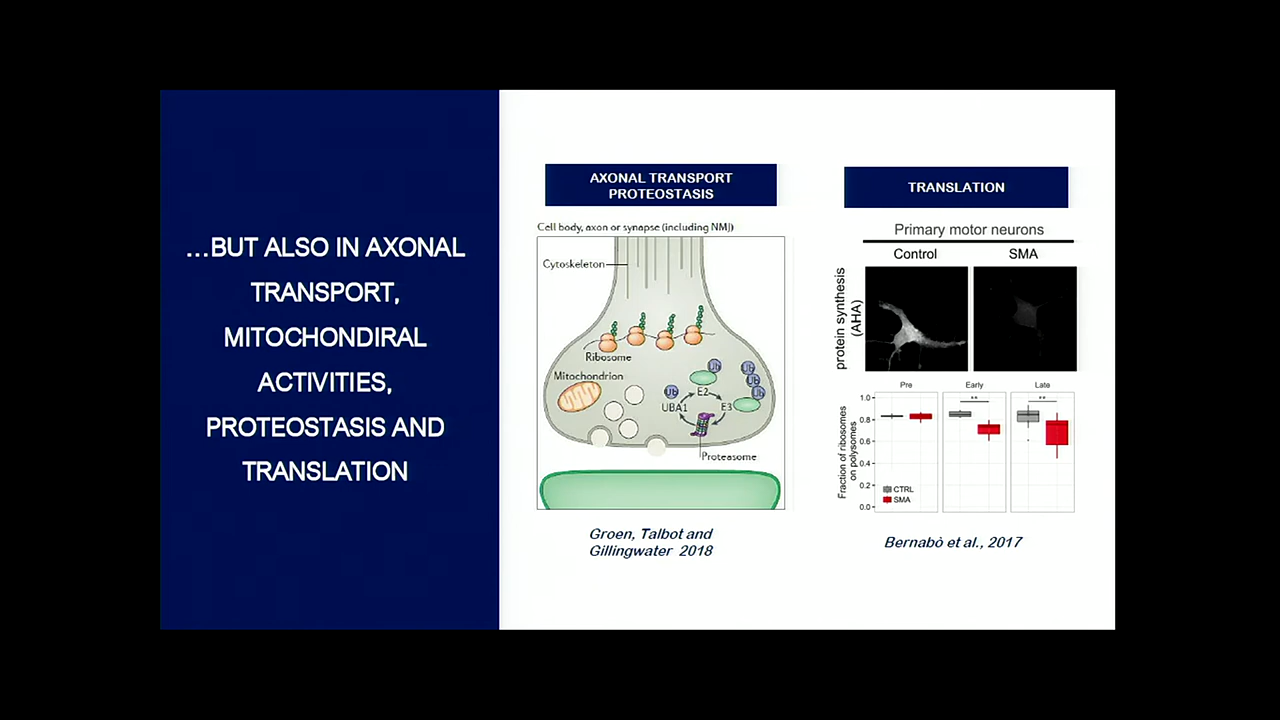 ...BUT ALSO IN AXONAL
TRANSPORT,
MITOCHONDIRAL
ACTIVITIES,
PROTEOSTASIS AND
TRANSLATION
AXONAL TRANSPORT
PROTEOSTASIS
Cell body, axon or synapse (including NMJ)
Cytoskeleton
Ribosome
Mitochondrion
Ub
Ub
Ub
Ub
Ub
E2
UBA1
E3
Proteasome
Groen, Talbot and
Gillingwater 2018
TRANSLATION
Primary motor neurons
Control SMA
protein synthesis
(AHA)
Pre Early Late
** **
Fraction of ribosomes
on polysomes
1.0
0.8
0.6
0.4
0.2
0.0
CTRL
SMA
Bernabò et al., 2017